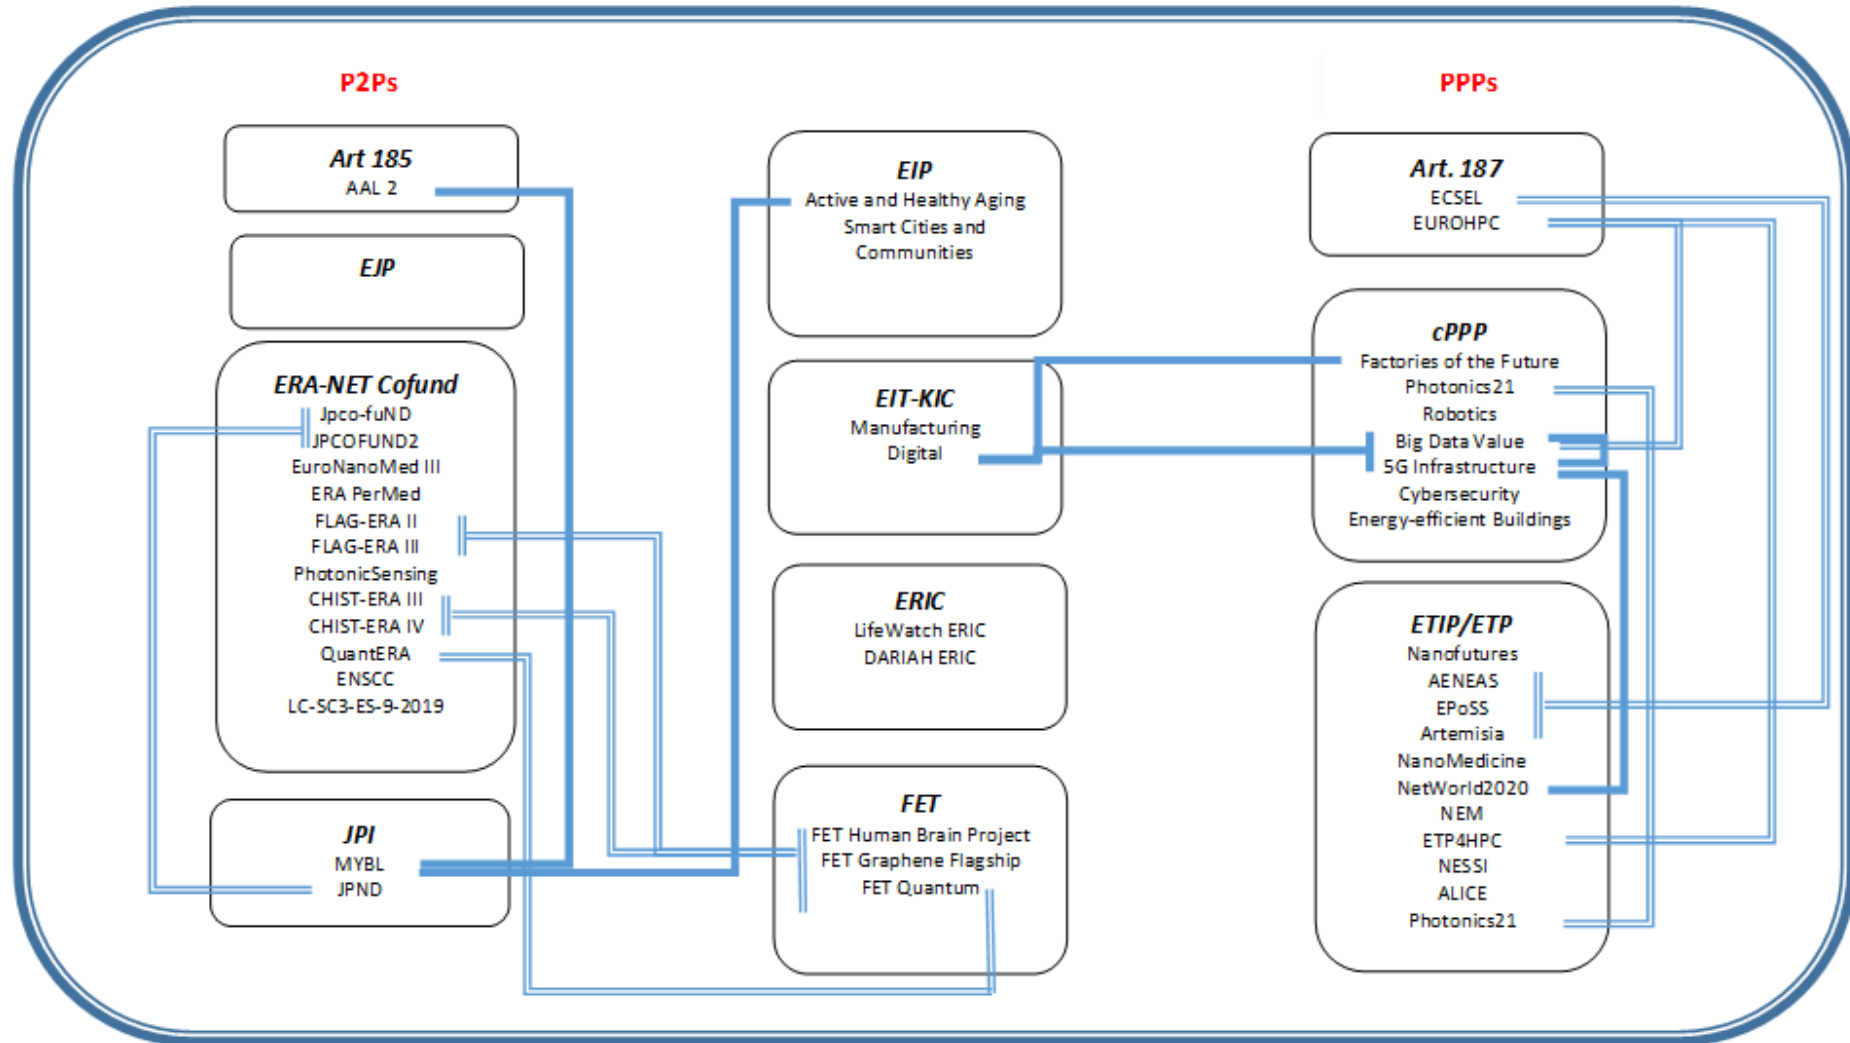 P2Ps
Art 185
AAL 2
EJP
ERA-NET Cofund
Jpco-fuND
JPCOFUND2
EuroNanoMed III
ERA PerMed
FLAG-ERA II
FLAG-ERA III
PhotonicSensing
CHIST-ERA III
CHIST-ERA IV
QuantERA
ENSCC
LC-SC3-ES-9-2019
JPI
MYBL
JPND
EIP
Active and Healthy Aging
Smart Cities and
Communities
EIT-KIC
Manufacturing
Digital
ERIC
LifeWatch ERIC
DARIAH ERIC
FET
FET Human Brain Project
FET Graphene Flagship
FET Quantum
PPPs
Art. 187
ECSEL
EUROHPC
cPPP
Factories of the Future
Photonics21
Robotics
Big Data Value
5G Infrastructure
Cybersecurity
Energy-efficient Buildings
ETIP/ETP
Nanofutures
AENEAS
EPoSS
Artemisia
NanoMedicine
NetWorld2020
NEM
ETP4HPC
NESSI
ALICE
Photonics21